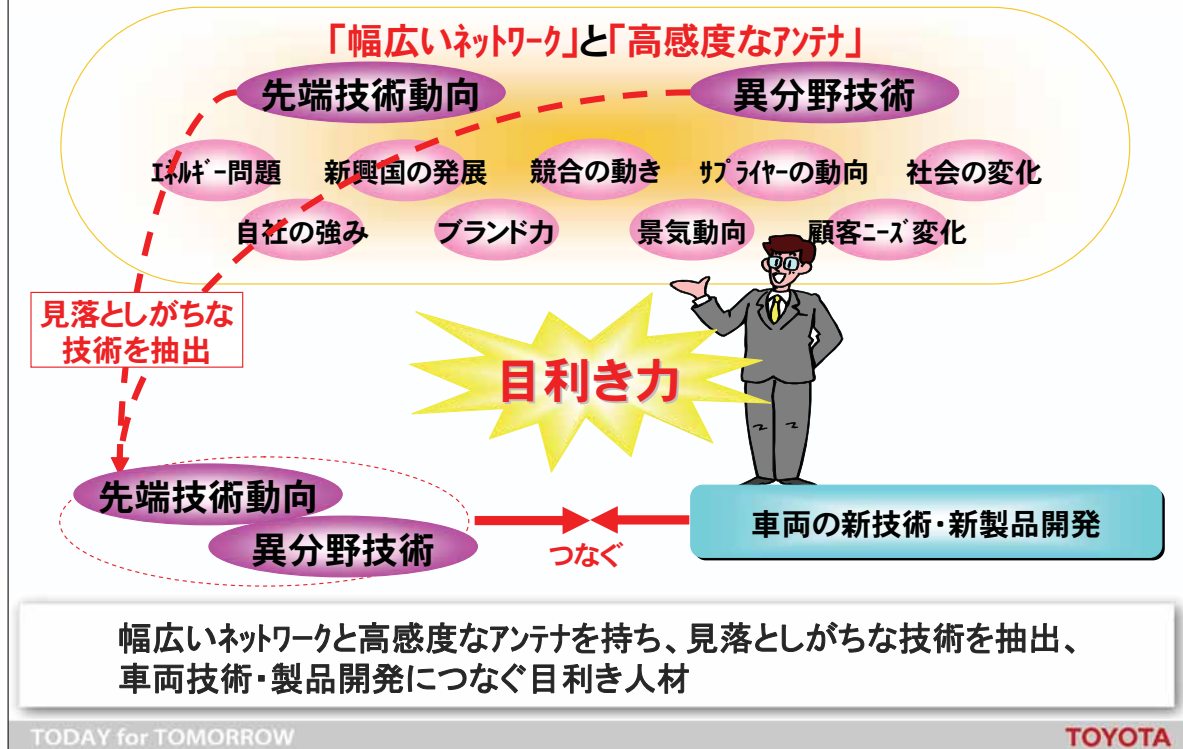 「幅広いﾈｯﾄﾜｰｸ」と「高感度なｱﾝﾃﾅ」
先端技術動向
異分野技術
ｴﾈﾙｷﾞｰ問題
新興国の発展
競合の動き
ｻﾌﾟﾗｲﾔｰの動向
社会の変化
自社の強み
ブランド力
景気動向
顧客ﾆｰｽﾞ変化
見落としがちな
技術を抽出
目利き力
先端技術動向
異分野技術
つなぐ
車両の新技術・新製品開発
幅広いﾈｯﾄﾜｰｸと高感度なｱﾝﾃﾅを持ち、見落としがちな技術を抽出、
車両技術・製品開発につなぐ目利き人材
TODAY for TOMORROW
TOYOTA